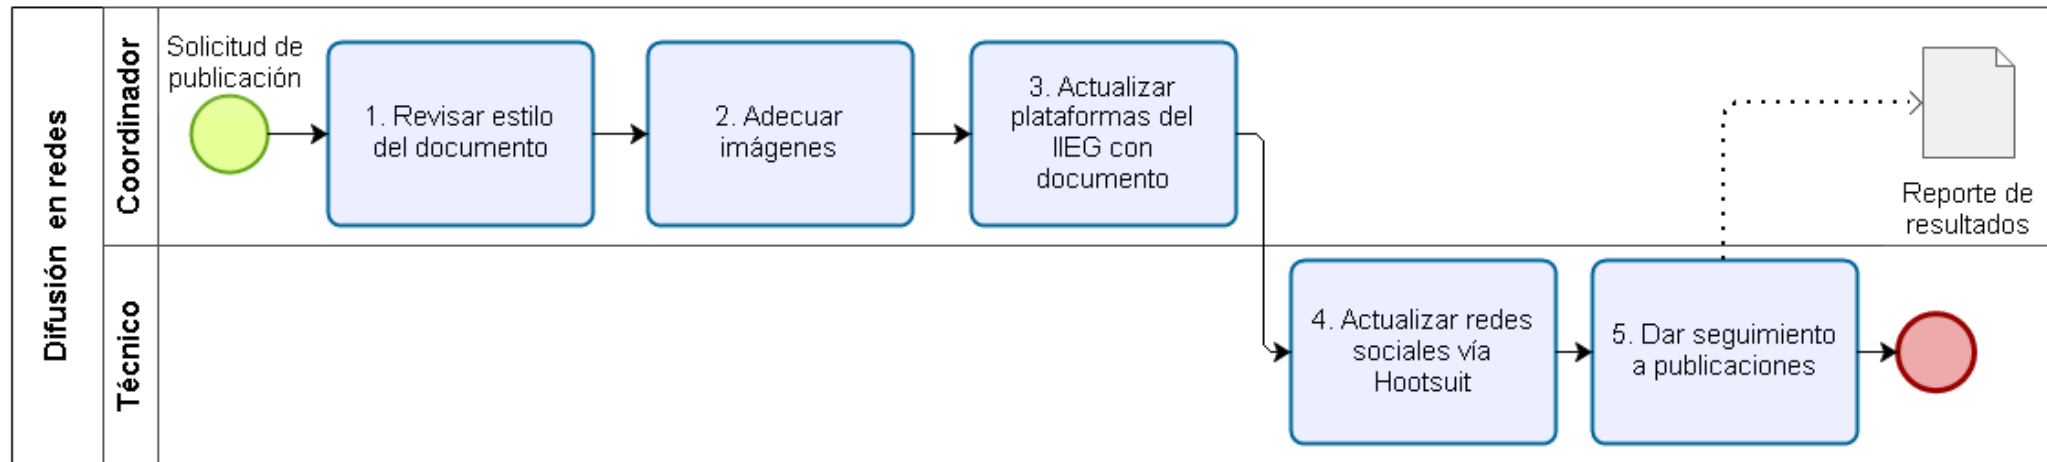 Difusión en redes
Coordinador
Solicitud de
publicación
1. Revisar estilo
del documento
2. Adecuar
imágenes
3. Actualizar
plataformas del
IIEG con
documento
Reporte de
resultados
Técnico
4. Actualizar redes
sociales vía
Hootsuit
5. Dar seguimiento
a publicaciones